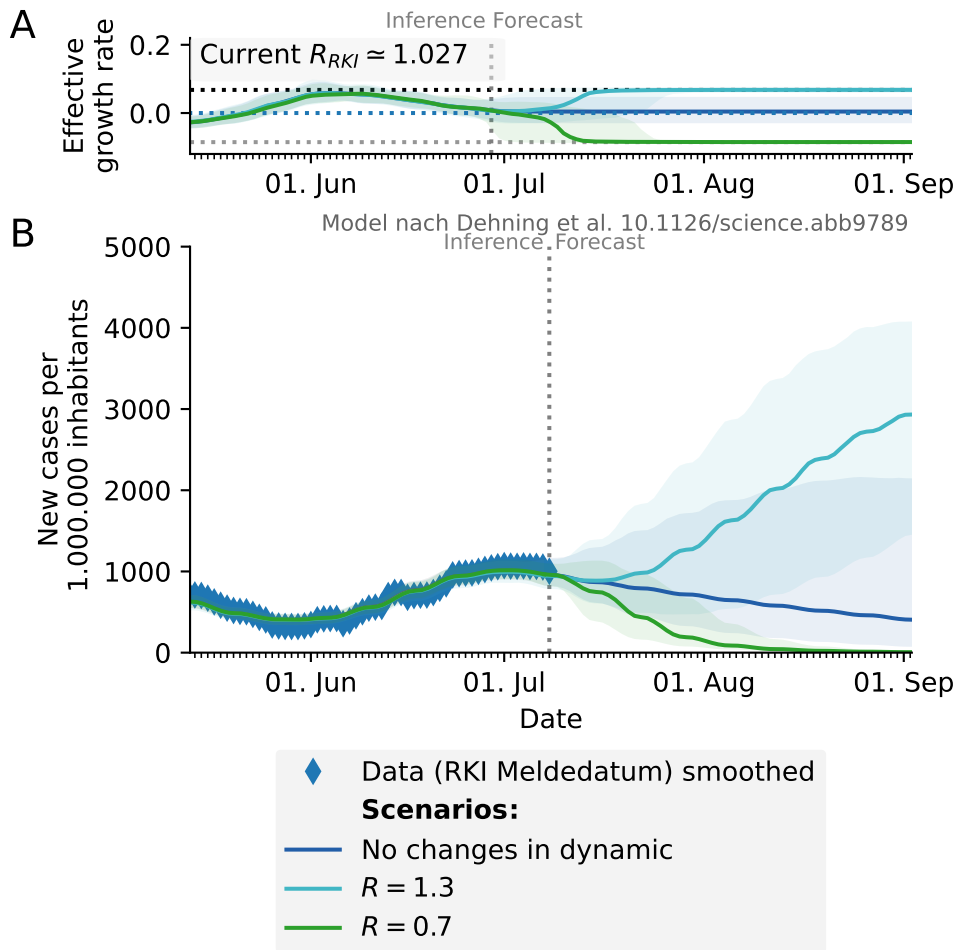 A
Inference Forecast
Effective
growth rate
0.2
0.0
Current R_RKI ≃ 1.027
01. Jun
01. Jul
01. Aug
01. Sep
B
Model nach Dehning et al. 10.1126/science.abb9789
Inference Forecast
New cases per
1.000.000 inhabitants
5000
4000
3000
2000
1000
0
01. Jun
01. Jul
01. Aug
01. Sep
Date
Data (RKI Meldedatum) smoothed
Scenarios:
No changes in dynamic
R = 1.3
R = 0.7